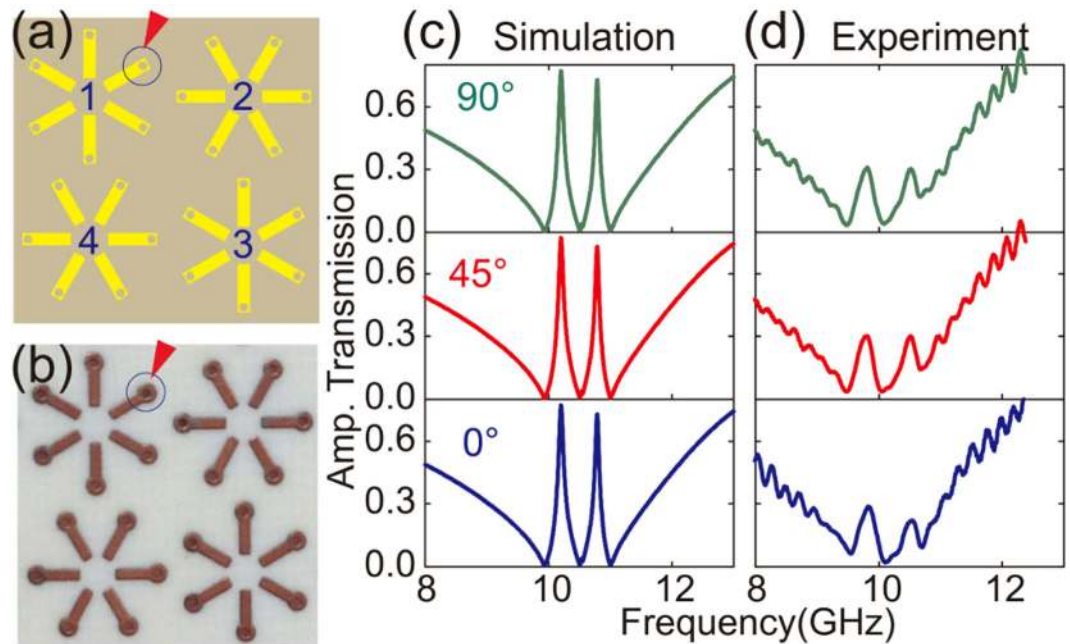 (a)
1
2
4
3
(b)
(c) Simulation
(d) Experiment
Amp. Transmission
90°
0.6
0.3
0.0
45°
0.6
0.3
0.0
0°
0.6
0.3
0.0
8 10 12
8 10 12
Frequency(GHz)